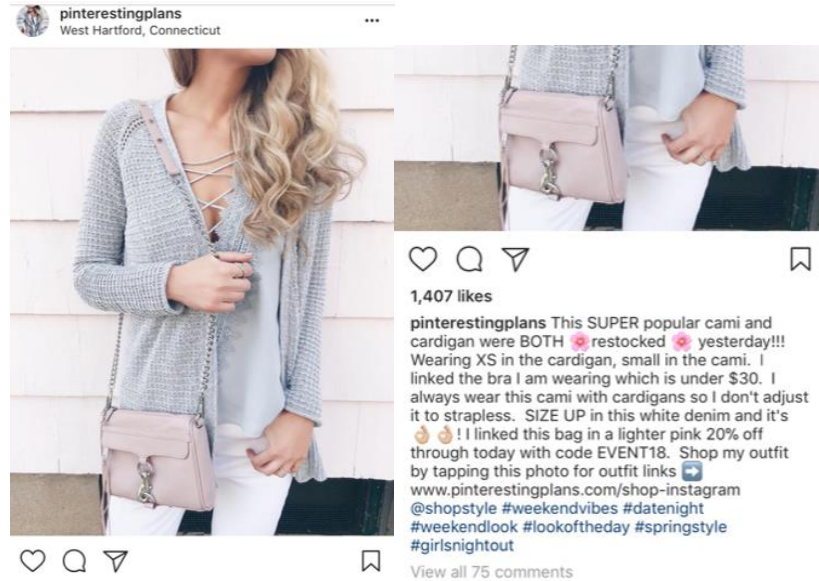 pinterestingplans
West Hartford, Connecticut
1,407 likes
pinterestingplans This SUPER popular cami and
cardigan were BOTH 🌸restocked 🌸 yesterday!!!
Wearing XS in the cardigan, small in the cami.  I
linked the bra I am wearing which is under $30.  I
always wear this cami with cardigans so I don't adjust
it to strapless.  SIZE UP in this white denim and it's
👌🏼👌🏼! I linked this bag in a lighter pink 20% off
through today with code EVENT18.  Shop my outfit
by tapping this photo for outfit links ➡️
www.pinterestingplans.com/shop-instagram
@shopstyle #weekendvibes #datenight
#weekendlook #lookoftheday #springstyle
#girlsnightout
View all 75 comments